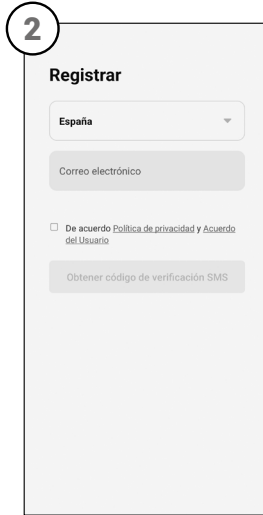 2
Registrar
España
Correo electrónico
De acuerdo Política de privacidad y Acuerdo
del Usuario
Obtener código de verificación SMS